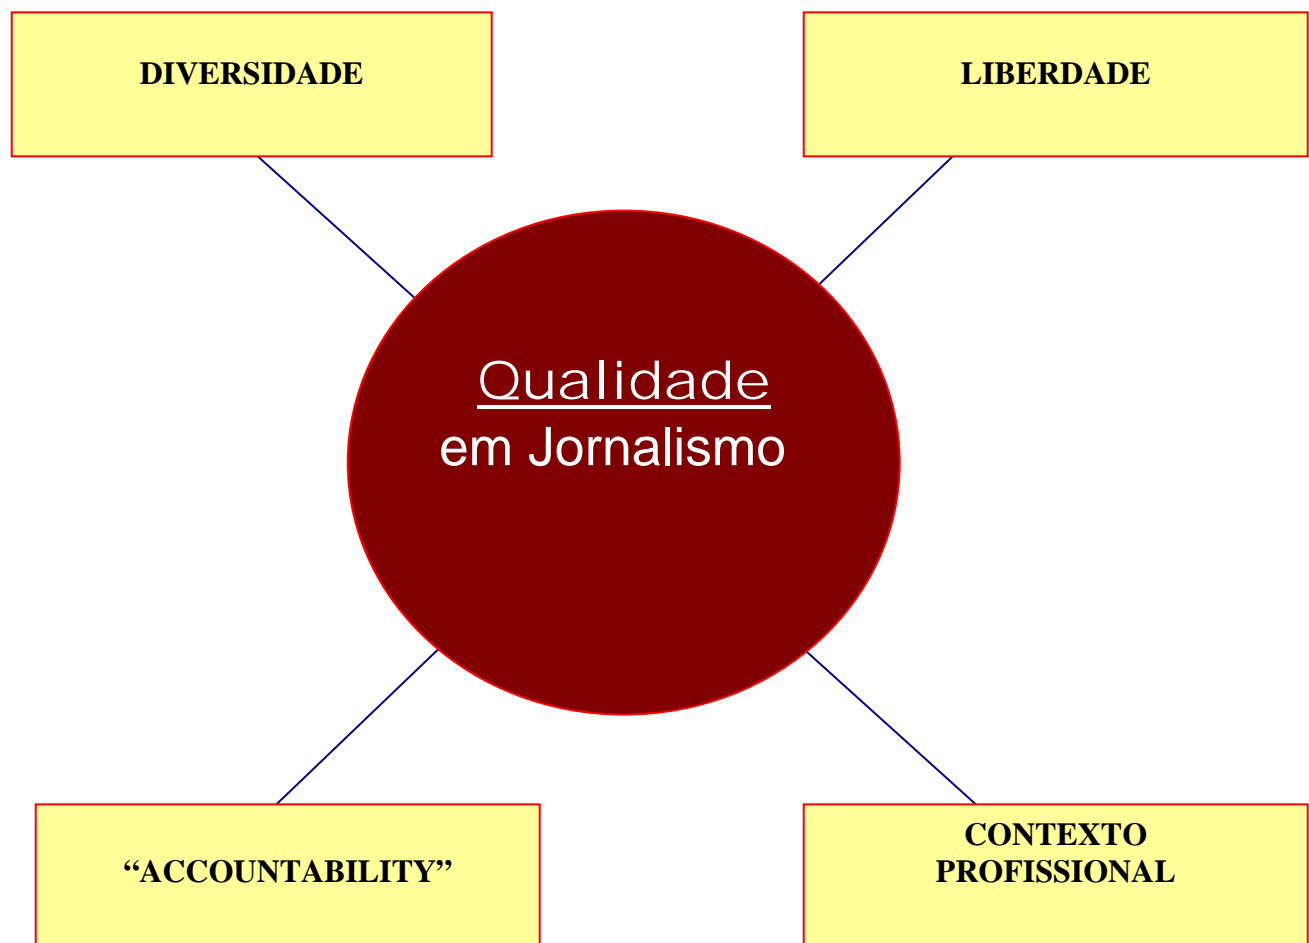 DIVERSIDADE
LIBERDADE
Qualidade
em Jornalismo
“ACCOUNTABILITY”
CONTEXTO
PROFISSIONAL